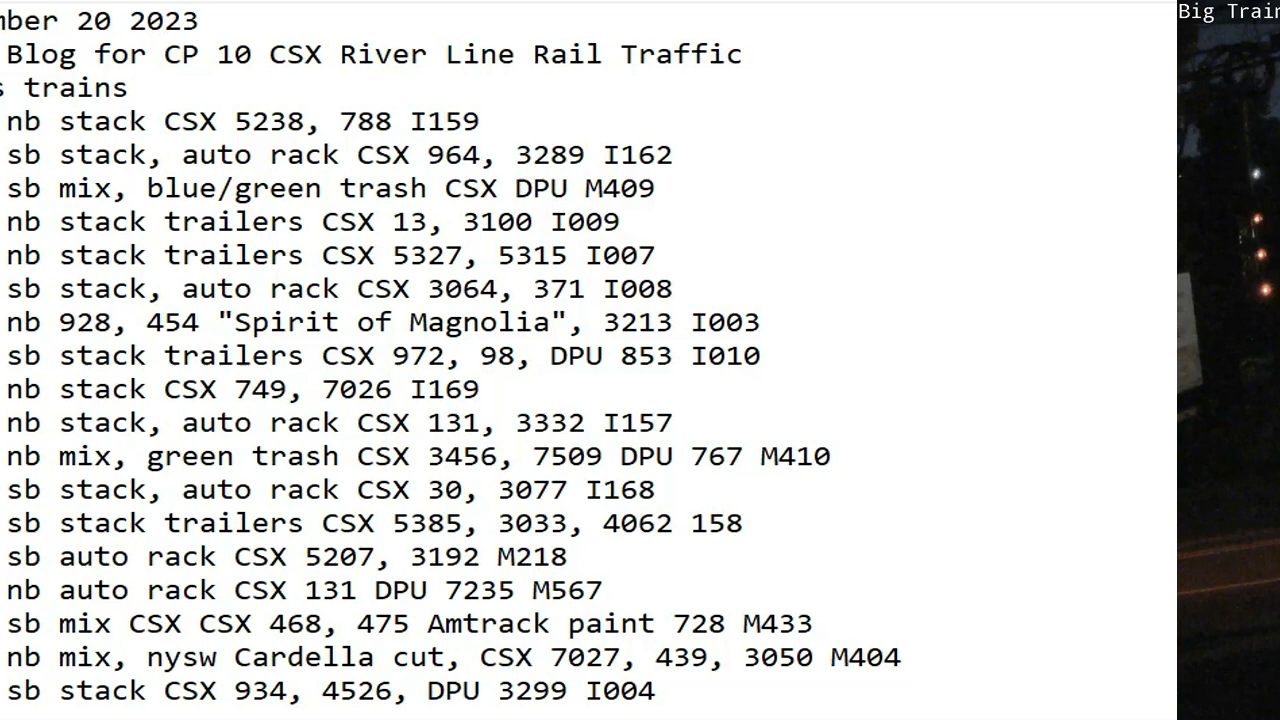 mber 20 2023
Blog for CP 10 CSX River Line Rail Traffic
s trains
nb stack CSX 5238, 788 I159
sb stack, auto rack CSX 964, 3289 I162
sb mix, blue/green trash CSX DPU M409
nb stack trailers CSX 13, 3100 I009
nb stack trailers CSX 5327, 5315 I007
sb stack, auto rack CSX 3064, 371 I008
nb 928, 454 "Spirit of Magnolia", 3213 I003
sb stack trailers CSX 972, 98, DPU 853 I010
nb stack CSX 749, 7026 I169
nb stack, auto rack CSX 131, 3332 I157
nb mix, green trash CSX 3456, 7509 DPU 767 M410
sb stack, auto rack CSX 30, 3077 I168
sb stack trailers CSX 5385, 3033, 4062 158
sb auto rack CSX 5207, 3192 M218
nb auto rack CSX 131 DPU 7235 M567
sb mix CSX CSX 468, 475 Amtrack paint 728 M433
nb mix, nysw Cardella cut, CSX 7027, 439, 3050 M404
sb stack CSX 934, 4526, DPU 3299 I004
Big Train